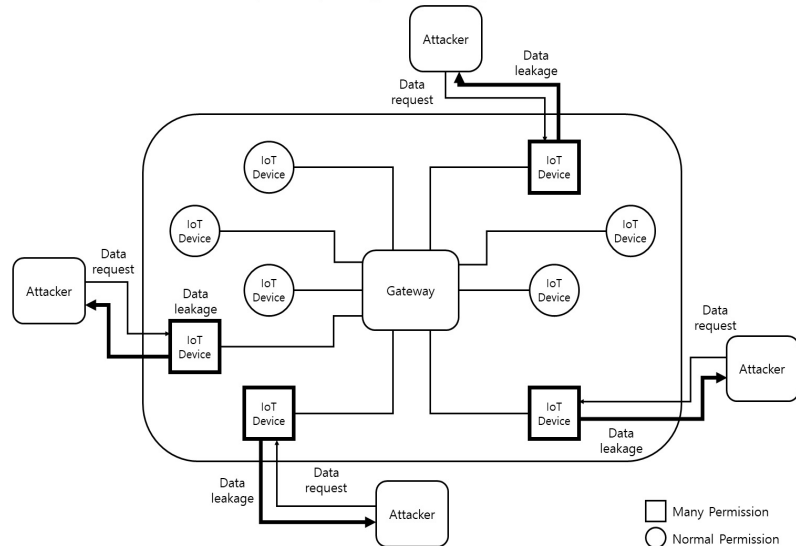 Attacker
Data
leakage
Data
request
IoT
Device
IoT
Device
IoT
Device
IoT
Device
Data
request
Attacker
Data
leakage
IoT
Device
IoT
Device
Gateway
IoT
Device
Data
request
Attacker
IoT
Device
IoT
Device
Data
leakage
Data
leakage
Data
request
Attacker
Many Permission
Normal Permission